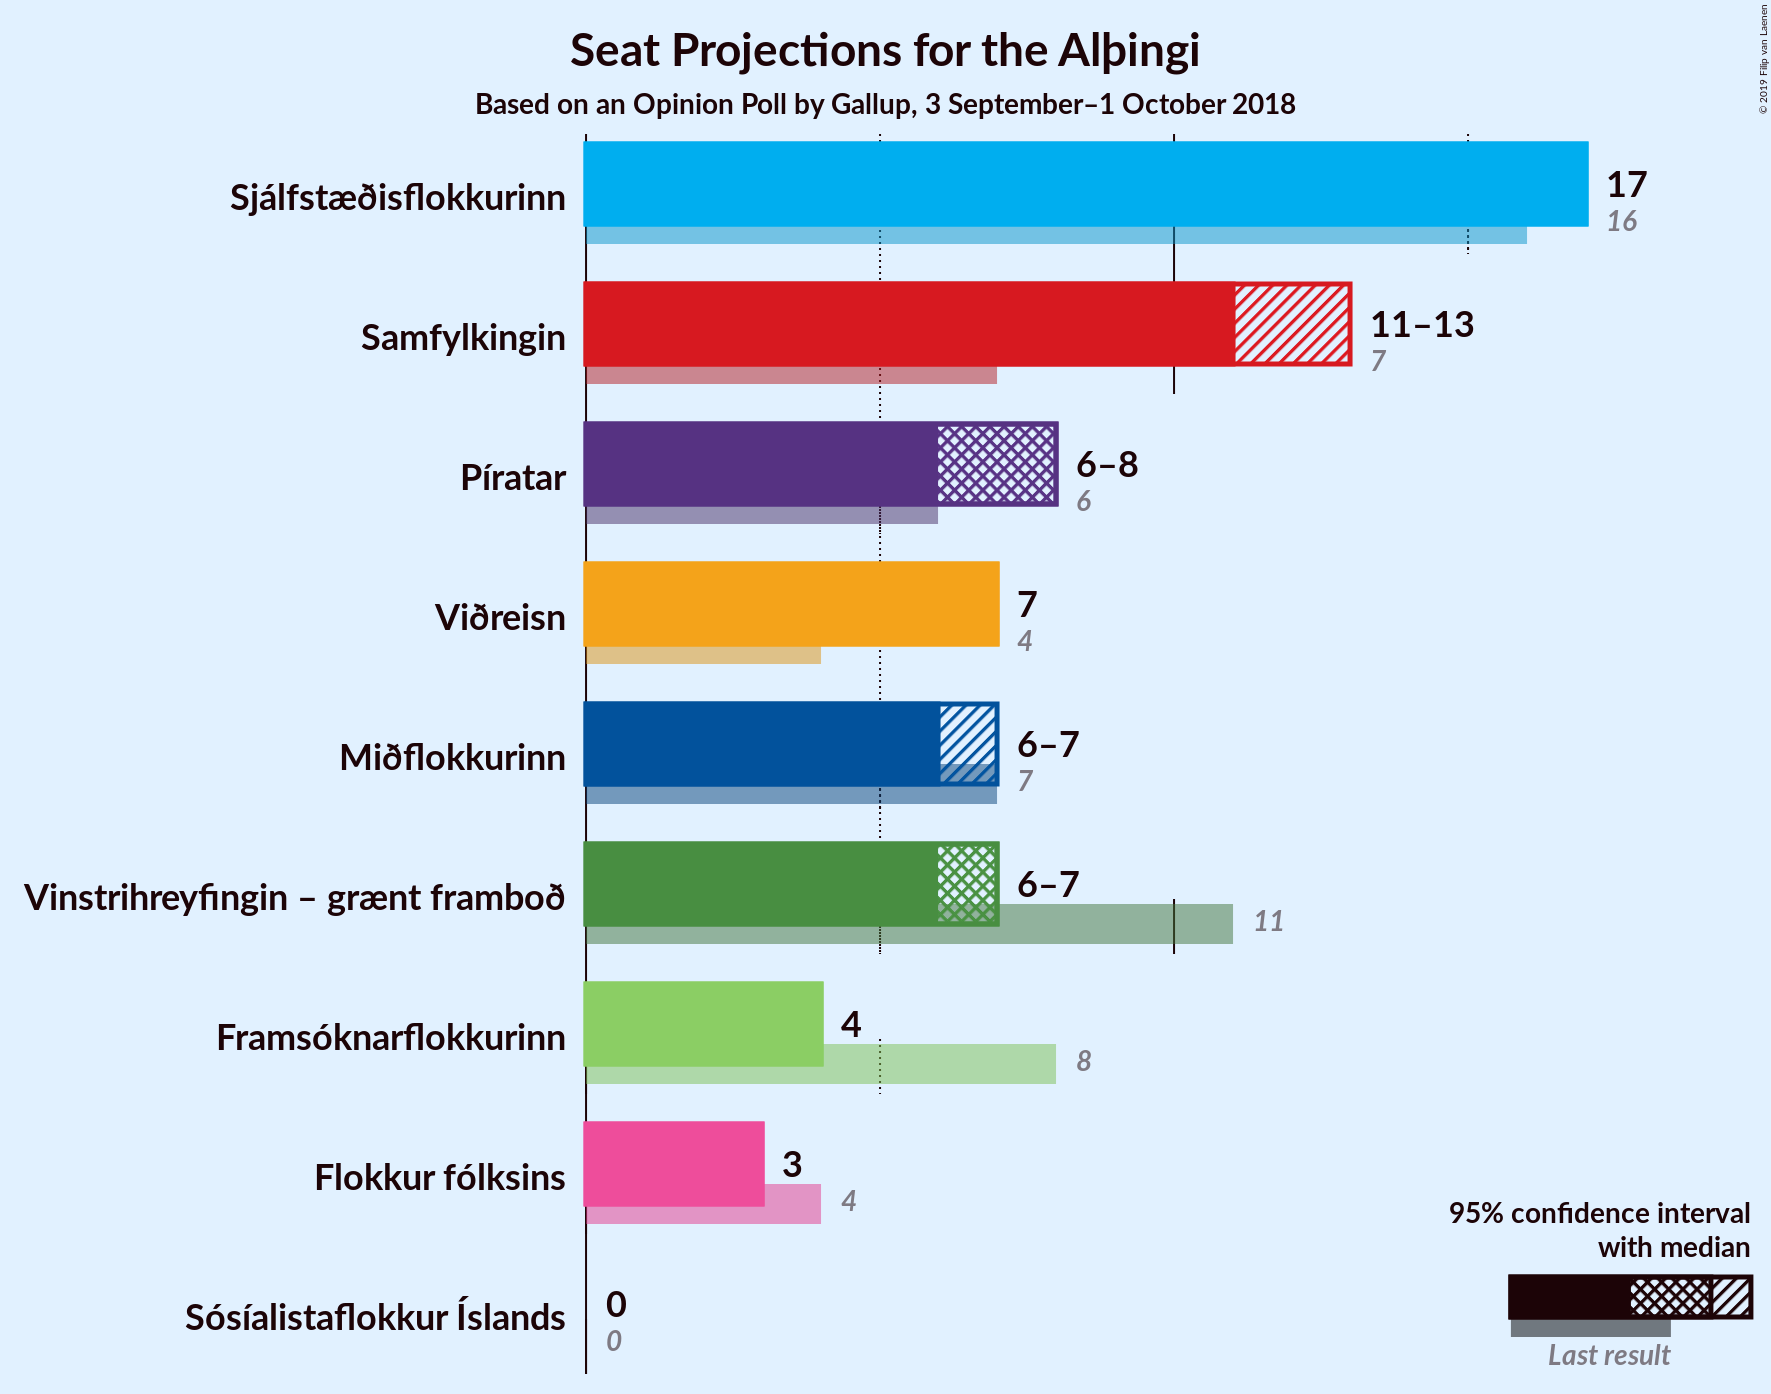 Seat Projections for the Alþingi
Based on an Opinion Poll by Gallup, 3 September–1 October 2018
© 2019 Filip van Laenen
Sjálfstæðisflokkurinn
17
16
Samfylkingin
11–13
7
Píratar
6–8
6
Viðreisn
7
4
Miðflokkurinn
6–7
7
Vinstrihreyfingin – grænt framboð
6–7
11
Framsóknarflokkurinn
4
8
Flokkur fólksins
3
4
Sósíalistaflokkur Íslands
0
0
95% confidence interval
with median
Last result